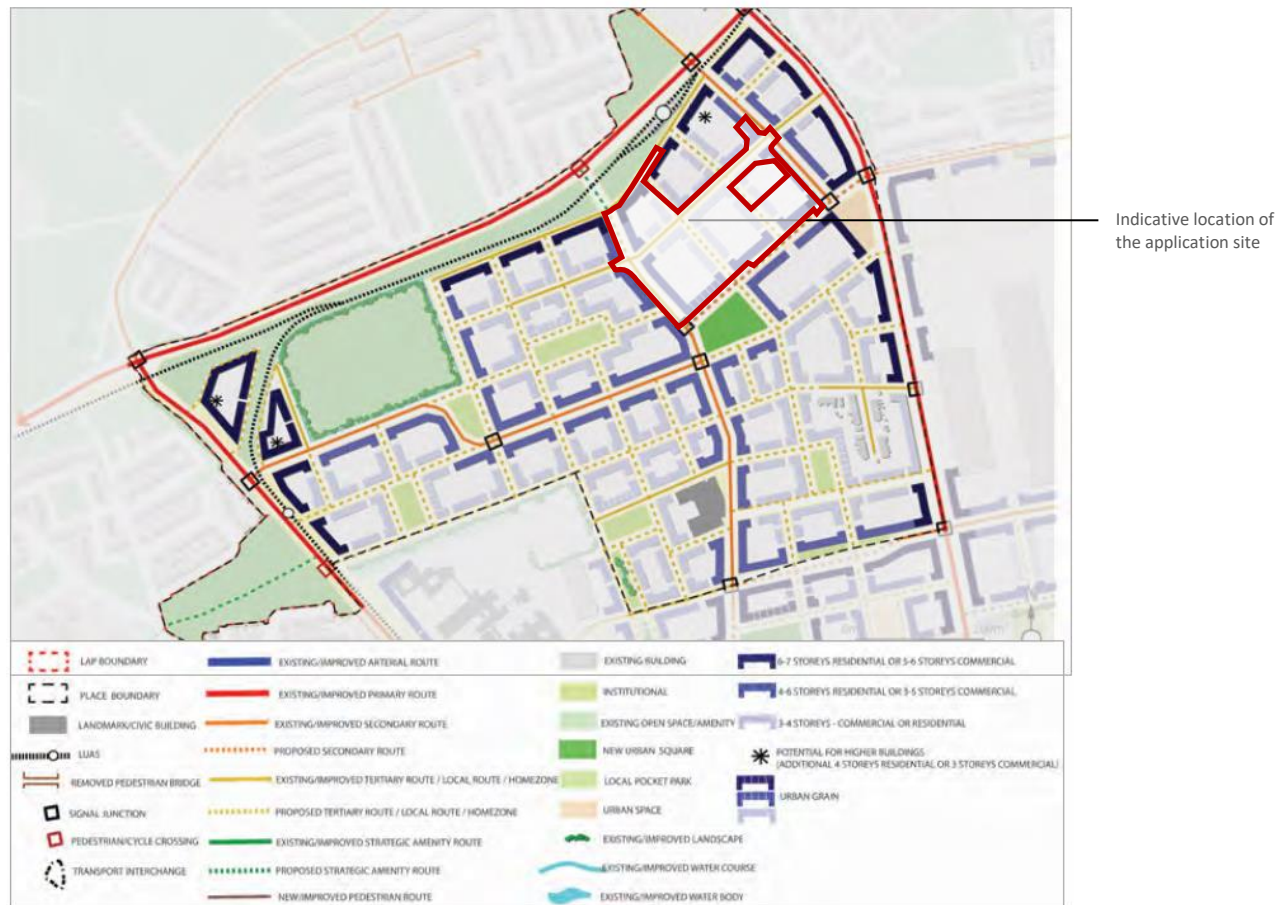 Indicative location of
the application site
LAP BOUNDARY
EXISTING/IMPROVED ARTERIAL ROUTE
EXISTING BUILDING
6-7 STOREYS RESIDENTIAL OR 5-6 STOREYS COMMERCIAL
PLACE BOUNDARY
EXISTING/IMPROVED PRIMARY ROUTE
INSTITUTIONAL
4-6 STOREYS RESIDENTIAL OR 3-5 STOREYS COMMERCIAL
LANDMARK/CIVIC BUILDING
EXISTING/IMPROVED SECONDARY ROUTE
EXISTING OPEN SPACE/AMENITY
3-4 STOREYS - COMMERCIAL OR RESIDENTIAL
LUAS
PROPOSED SECONDARY ROUTE
NEW URBAN SQUARE
POTENTIAL FOR HIGHER BUILDINGS
(ADDITIONAL 4 STOREYS RESIDENTIAL OR 3 STOREYS COMMERCIAL)
REMOVED PEDESTRIAN BRIDGE
EXISTING/IMPROVED TERTIARY ROUTE / LOCAL ROUTE / HOMEZONE
LOCAL POCKET PARK
URBAN GRAIN
SIGNAL JUNCTION
PROPOSED TERTIARY ROUTE / LOCAL ROUTE / HOMEZONE
URBAN SPACE
PEDESTRIAN/CYCLE CROSSING
EXISTING/IMPROVED STRATEGIC AMENITY ROUTE
EXISTING/IMPROVED LANDSCAPE
TRANSPORT INTERCHANGE
PROPOSED STRATEGIC AMENITY ROUTE
EXISTING/IMPROVED WATER COURSE
NEW/IMPROVED PEDESTRIAN ROUTE
EXISTING/IMPROVED WATER BODY